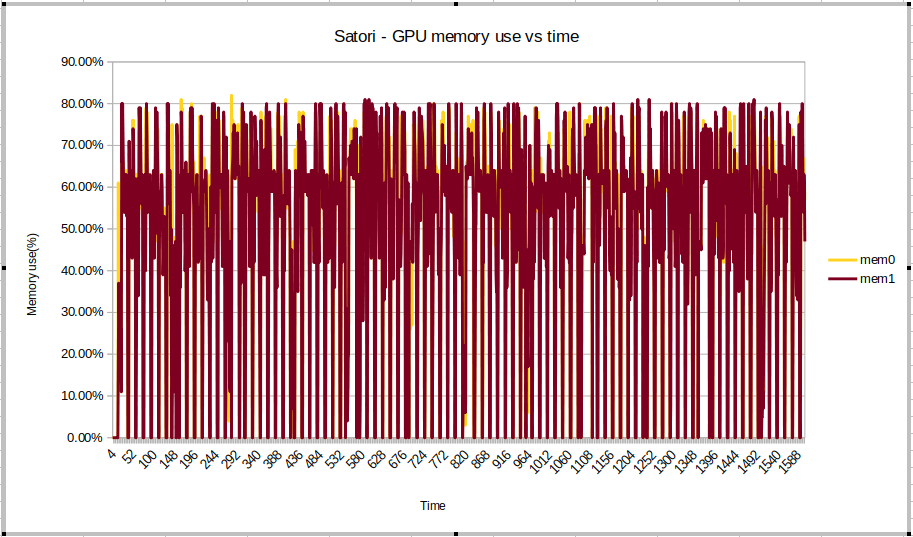 Satori - GPU memory use vs time
90.00%
80.00%
70.00%
60.00%
50.00%
40.00%
30.00%
20.00%
10.00%
0.00%
Memory use(%)
mem0
mem1
4 52 100 148 196 244 292 340 388 436 484 532 580 628 676 724 772 820 868 916 964 1012 1060 1108 1156 1204 1252 1300 1348 1396 1444 1492 1540 1588
Time